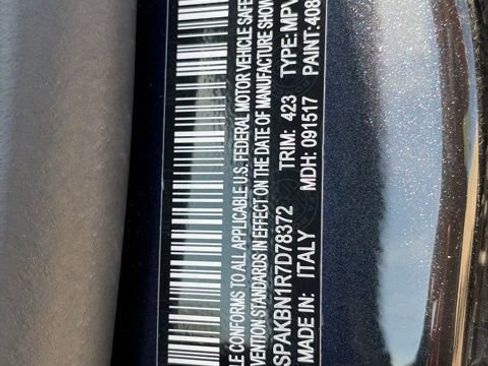 LE CONFORMS TO ALL APPLICABLE U.S. FEDERAL MOTOR VEHICLE SAFE
VENTION STANDARDS IN EFFECT ON THE DATE OF MANUFACTURE SHOW
SPAKBN1R7D78372 TRIM: 423 TYPE: MPV
MADE IN: ITALY MDH: 091517 PAINT: 408